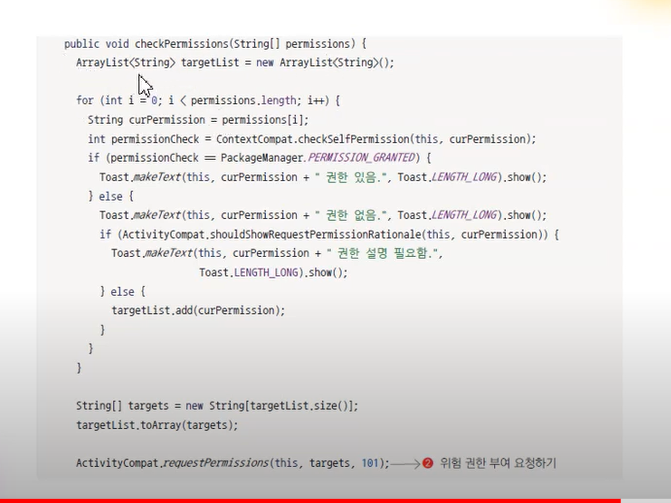 public void checkPermissions(String[] permissions) {
ArrayList<String> targetList = new ArrayList<String>();
for (int i = 0; i < permissions.length; i++) {
String curPermission = permissions[i];
int permissionCheck = ContextCompat.checkSelfPermission(this, curPermission);
if (permissionCheck == PackageManager.PERMISSION_GRANTED) {
Toast.makeText(this, curPermission + " 권한 있음.", Toast.LENGTH_LONG).show();
} else {
Toast.makeText(this, curPermission + " 권한 없음.", Toast.LENGTH_LONG).show();
if (ActivityCompat.shouldShowRequestPermissionRationale(this, curPermission)) {
Toast.makeText(this, curPermission + " 권한 설명 필요함.",
Toast.LENGTH_LONG).show();
} else {
targetList.add(curPermission);
}
}
}
String[] targets = new String[targetList.size()];
targetList.toArray(targets);
ActivityCompat.requestPermissions(this, targets, 101); → ❷ 위험 권한 부여 요청하기